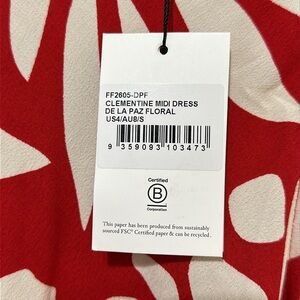 FF2605-DPF
CLEMENTINE MIDI DRESS
DE LA PAZ FLORAL
US4/AU8/S
9 359093 103473
Certified
B
Corporation
This paper has been produced from sustainably
sourced FSC® Certified paper & can be recycled.